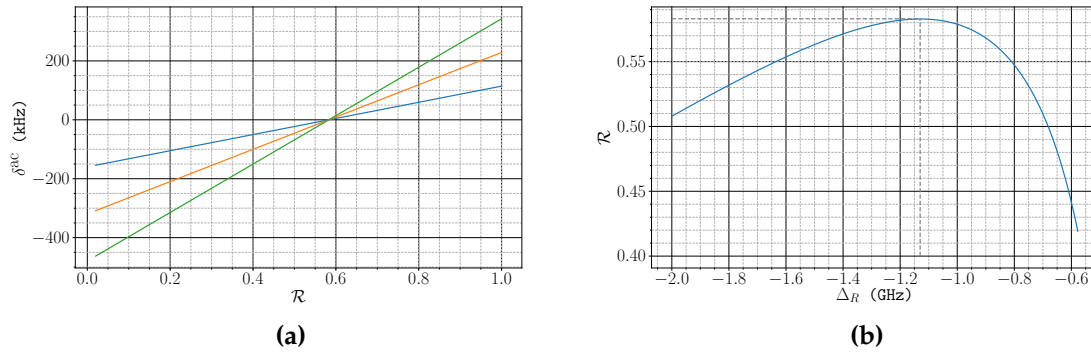 200
0
−200
−400
δ^ac (kHz)
0.0 0.2 0.4 0.6 0.8 1.0
ℛ
(a)
0.55
0.50
0.45
0.40
ℛ
−2.0 −1.8 −1.6 −1.4 −1.2 −1.0 −0.8 −0.6
Δ_R (GHz)
(b)